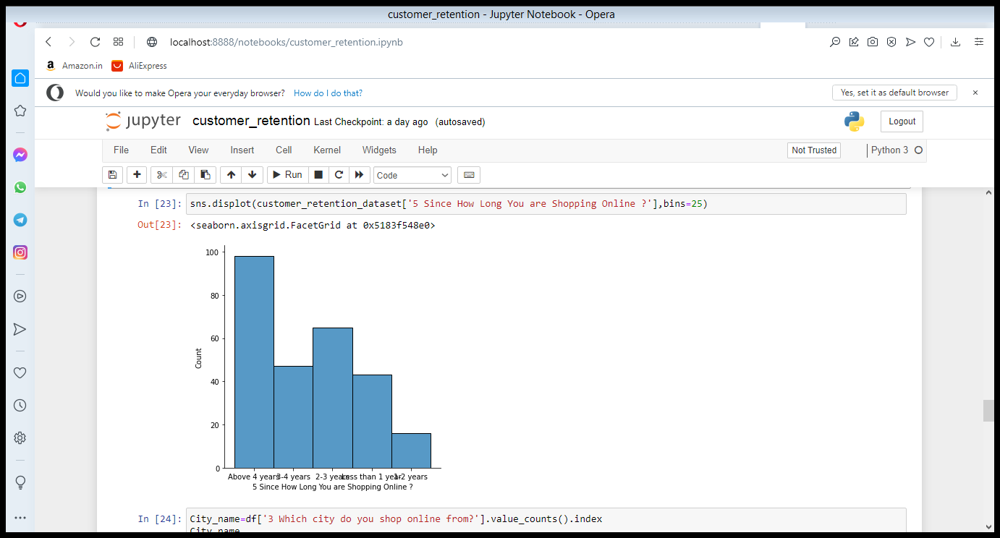 customer_retention - Jupyter Notebook - Opera
localhost:8888/notebooks/customer_retention.ipynb
a Amazon.in AliExpress
Would you like to make Opera your everyday browser? How do I do that? Yes, set it as default browser ×
jupyter customer_retention Last Checkpoint: a day ago (autosaved) Logout
File Edit View Insert Cell Kernel Widgets Help Not Trusted Python 3
Run Code
In [23]: sns.displot(customer_retention_dataset['5 Since How Long You are Shopping Online ?'],bins=25)
Out[23]: <seaborn.axisgrid.FacetGrid at 0x5183f548e0>
100
80
60
40
20
0
Count
Above 4 years 3-4 years 2-3 years Less than 1 year 1-2 years
5 Since How Long You are Shopping Online ?
In [24]: City_name=df['3 Which city do you shop online from?'].value_counts().index
City_name